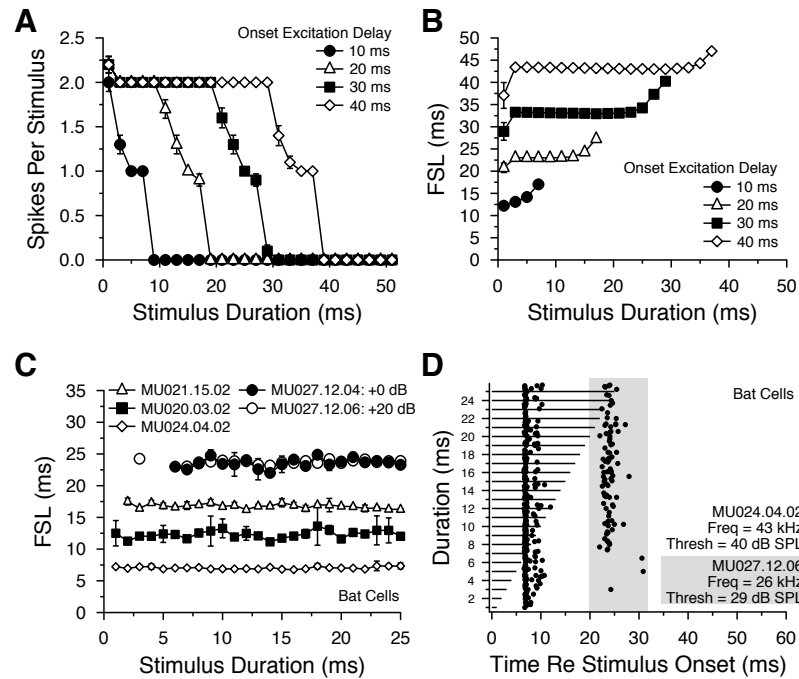 A
Onset Excitation Delay
10 ms
20 ms
30 ms
40 ms
2.5
2.0
1.5
1.0
0.5
0.0
Spikes Per Stimulus
0 10 20 30 40 50
Stimulus Duration (ms)
B
50
45
40
35
30
25
20
15
10
5
0
FSL (ms)
Onset Excitation Delay
10 ms
20 ms
30 ms
40 ms
0 10 20 30 40 50
Stimulus Duration (ms)
C
MU021.15.02
MU020.03.02
MU024.04.02
MU027.12.04: +0 dB
MU027.12.06: +20 dB
35
30
25
20
15
10
5
0
FSL (ms)
Bat Cells
0 5 10 15 20 25
Stimulus Duration (ms)
D
Bat Cells
24
22
20
18
16
14
12
10
8
6
4
2
Duration (ms)
MU024.04.02
Freq = 43 kHz
Thresh = 40 dB SPL
MU027.12.06
Freq = 26 kHz
Thresh = 29 dB SPL
0 10 20 30 40 50 60
Time Re Stimulus Onset (ms)